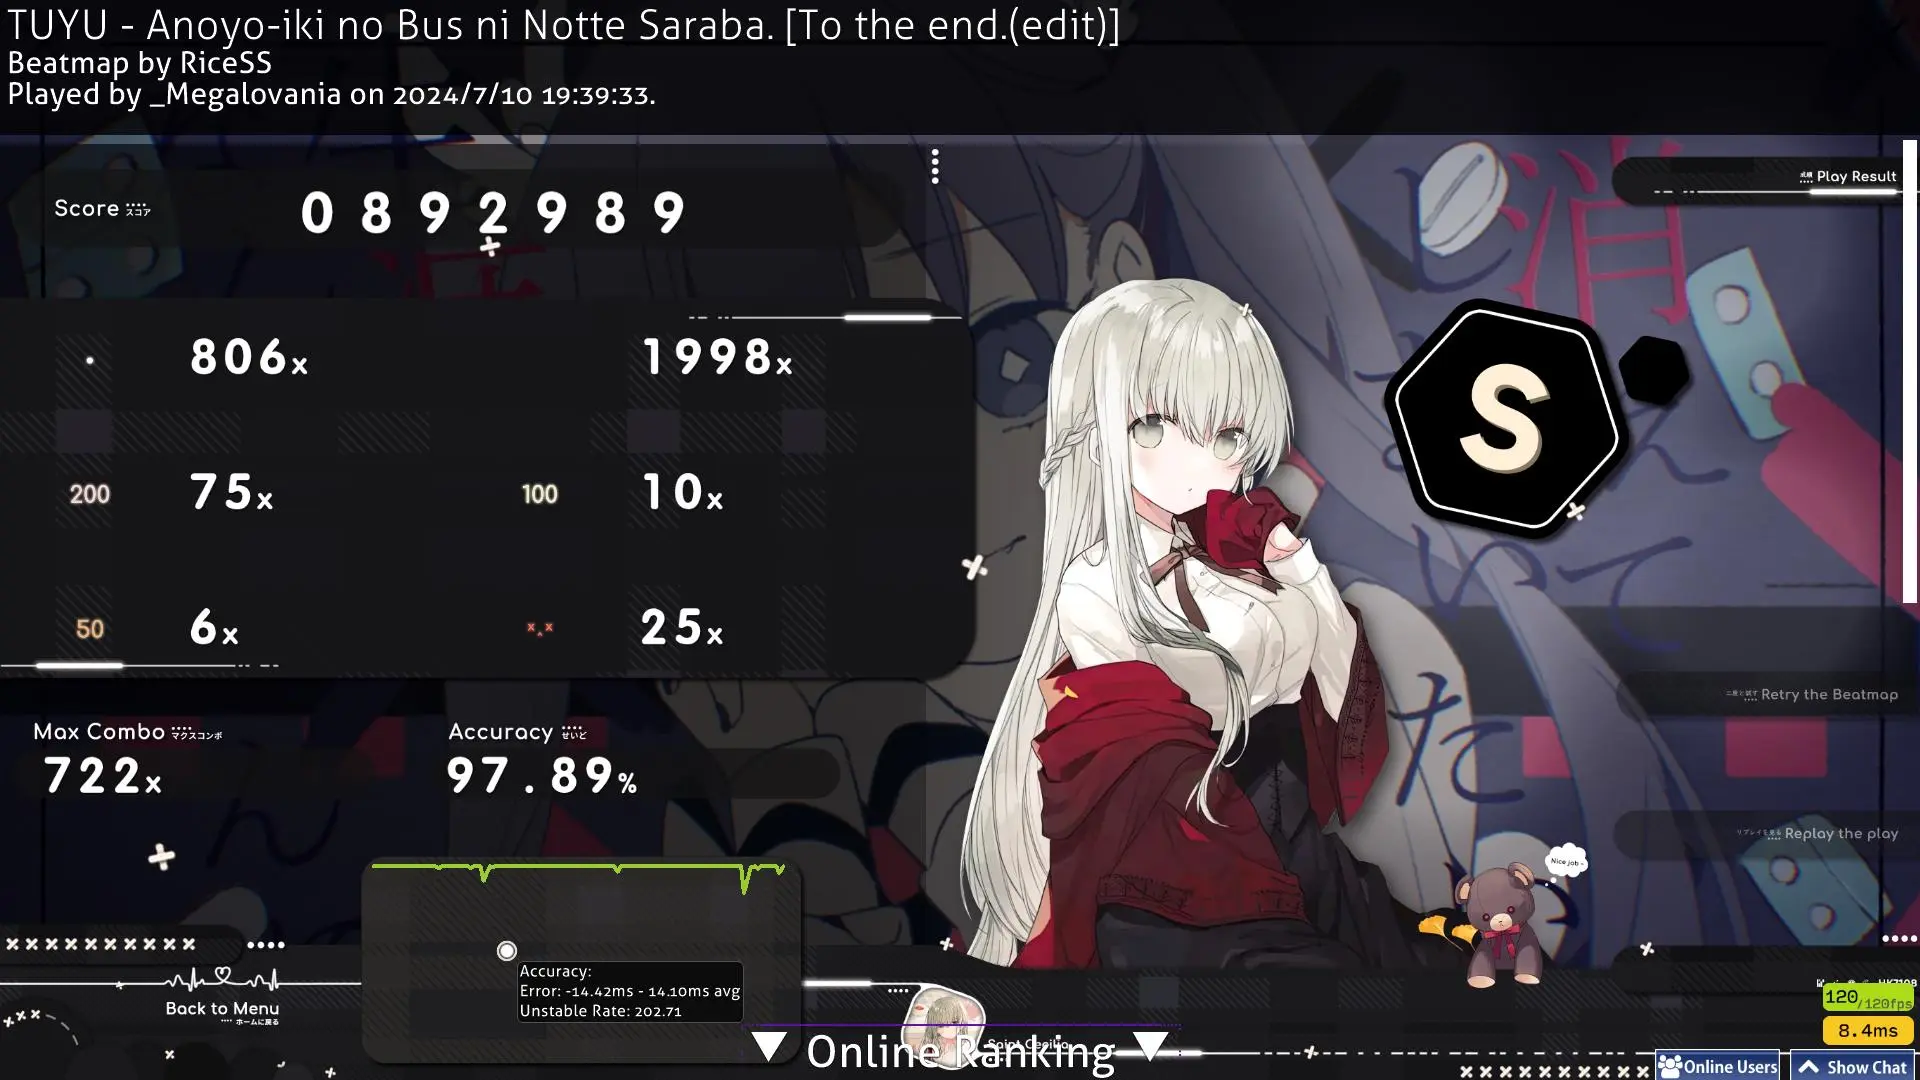 TUYU - Anoyo-iki no Bus ni Notte Saraba. [To the end.(edit)]
Beatmap by RiceSS
Played by _Megalovania on 2024/7/10 19:39:33.
Score スコア
0892989
Play Result
消
806x
1998x
S
200
75x
100
10x
50
6x
25x
Retry the Beatmap
Max Combo マクスコンボ
Accuracy せいど
722x
97.89%
Replay the play
Nice job~
Accuracy:
Error: -14.42ms - 14.10ms avg
Unstable Rate: 202.71
Back to Menu
ホームに戻る
120/120fps
8.4ms
Online Ranking
Online Users
Show Chat